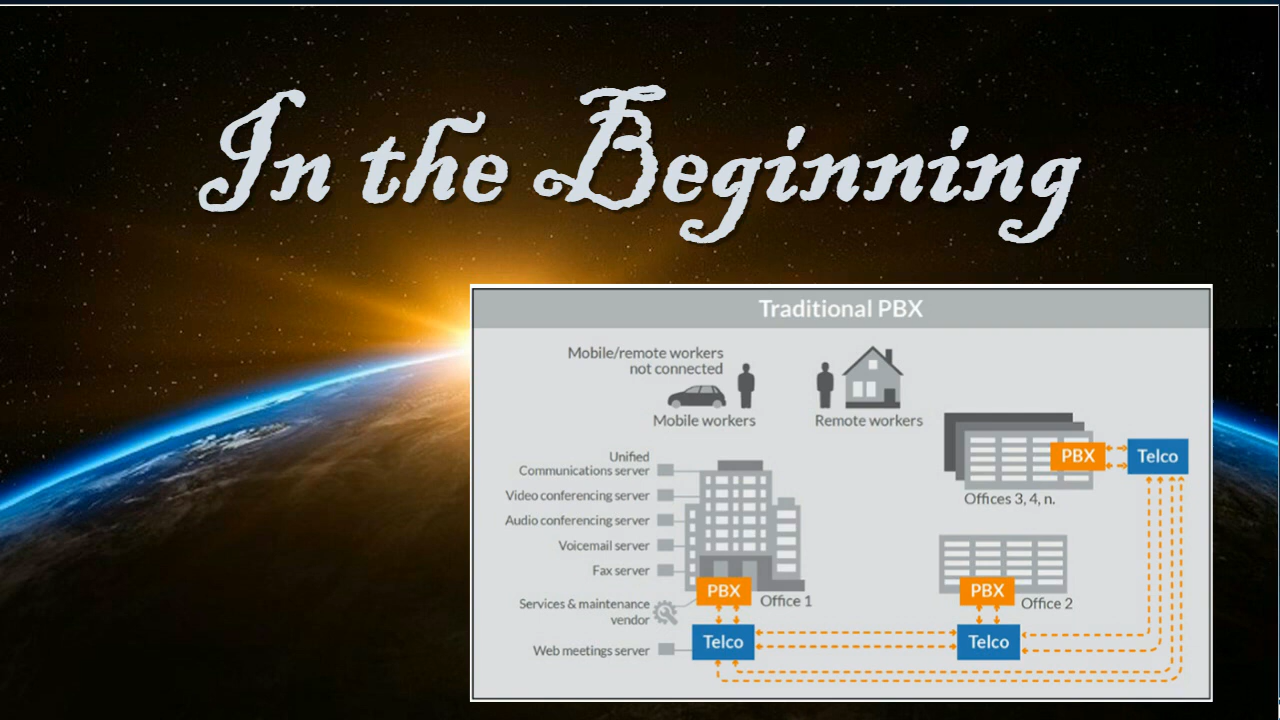 In the Beginning
Traditional PBX
Mobile/remote workers
not connected
Mobile workers
Remote workers
PBX
Telco
Offices 3, 4, n.
Unified
Communications server
Video conferencing server
Audio conferencing server
Voicemail server
Fax server
Services & maintenance
vendor
Web meetings server
PBX
Office 1
Telco
PBX
Office 2
Telco